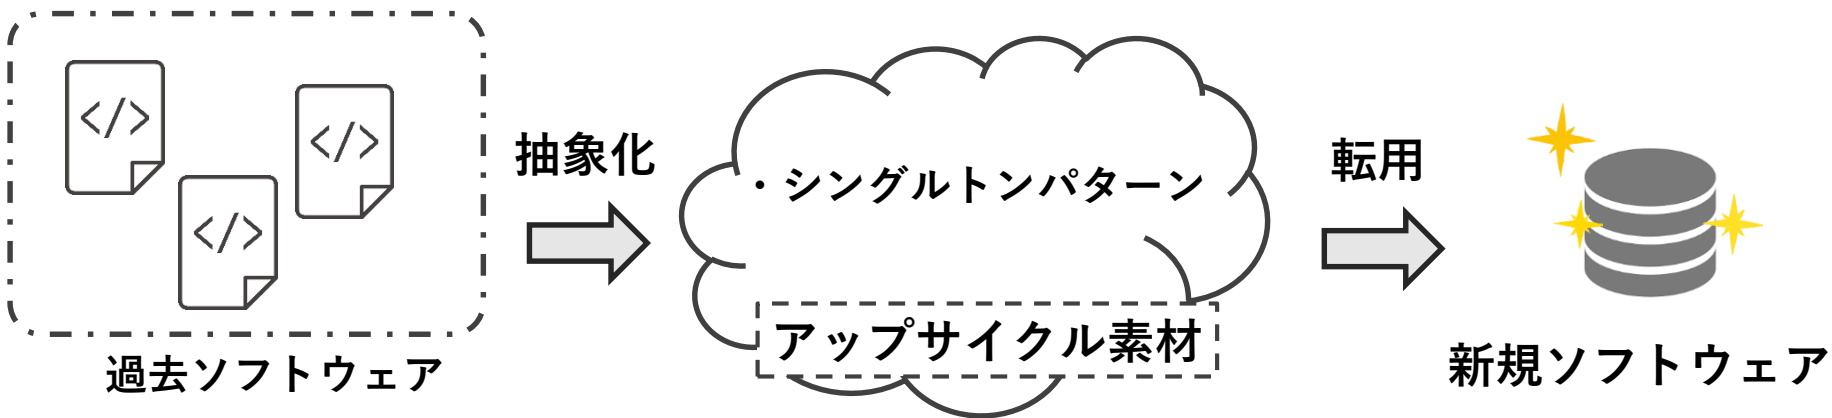 </>
</>
</>
過去ソフトウェア
抽象化
・シングルトンパターン
アップサイクル素材
転用
新規ソフトウェア